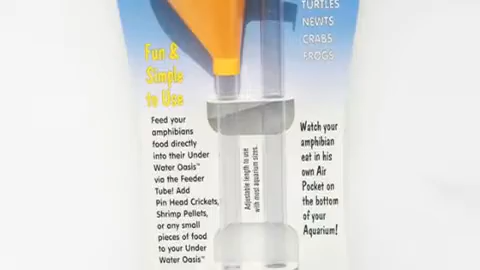 TURTLES
NEWTS
CRABS
FROGS
Fun &
Simple
to Use
Feed your
amphibians
food directly
into their Under
Water Oasis™
via the Feeder
Tube! Add
Pin Head Crickets,
Shrimp Pellets,
or any small
pieces of food
to your Under
Water Oasis™
Adjustable length to use
with most aquarium sizes.
Watch your
amphibian
eat in his
own Air
Pocket on
the bottom
of your
Aquarium!